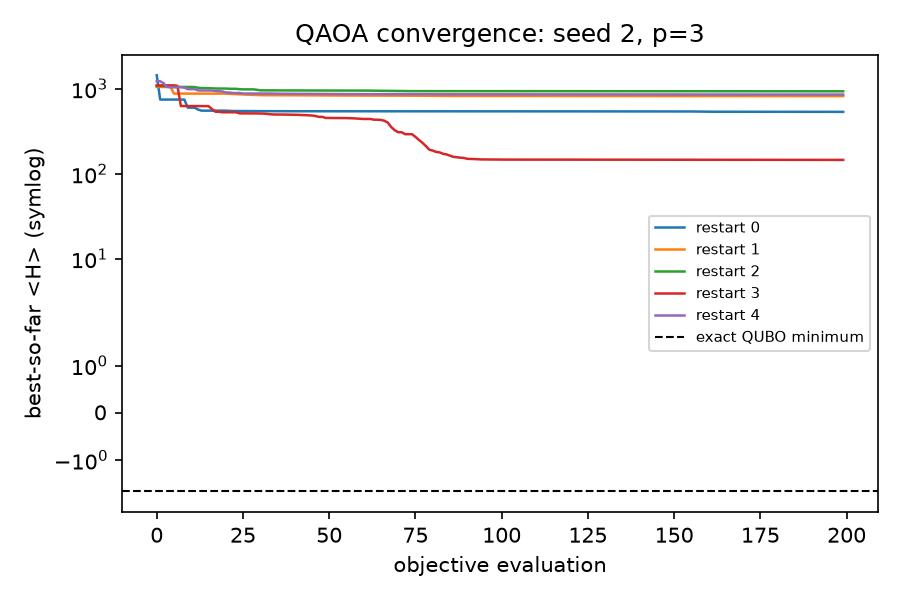 QAOA convergence: seed 2, p=3
best-so-far <H> (symlog)
10³
10²
10¹
10⁰
0
−10⁰
restart 0
restart 1
restart 2
restart 3
restart 4
exact QUBO minimum
0 25 50 75 100 125 150 175 200
objective evaluation